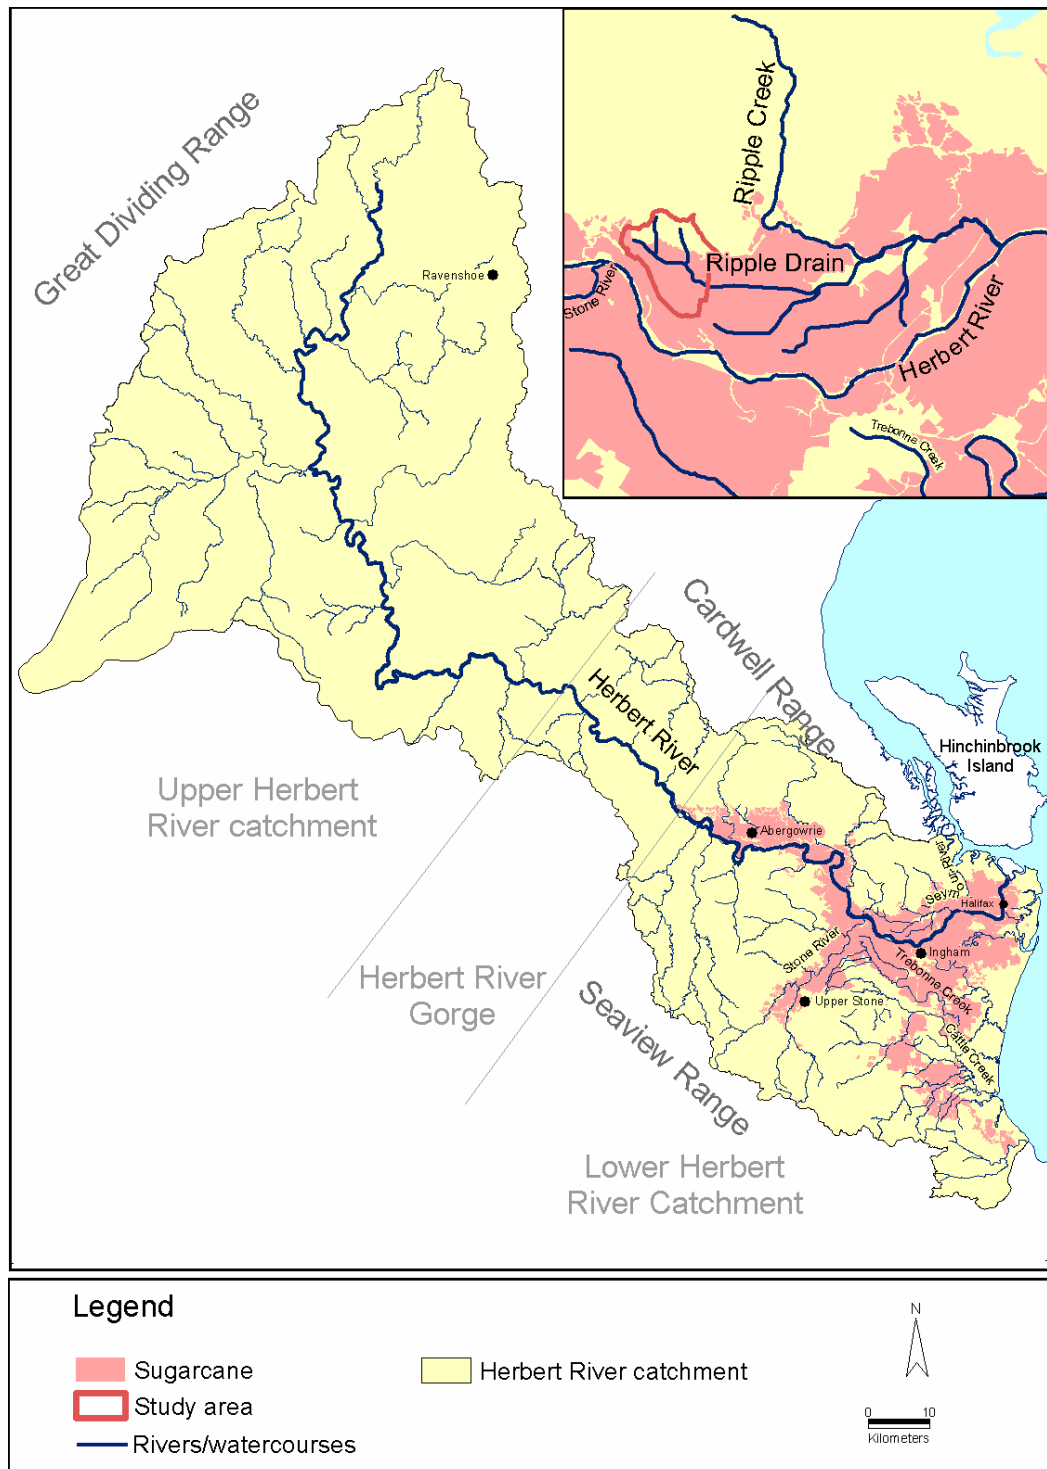 Great Dividing Range
Ravenshoe
Ripple Creek
Ripple Drain
Stone River
Herbert River
Trebonne Creek
Cardwell Range
Herbert River
Hinchinbrook
Island
Upper Herbert
River catchment
Abergowrie
Seymour River
Halifax
Stone River
Ingham
Trebonne Creek
Herbert River
Gorge
Upper Stone
Seaview Range
Cattle Creek
Lower Herbert
River Catchment
Legend
Sugarcane
Study area
Rivers/watercourses
Herbert River catchment
N
0 10
Kilometers